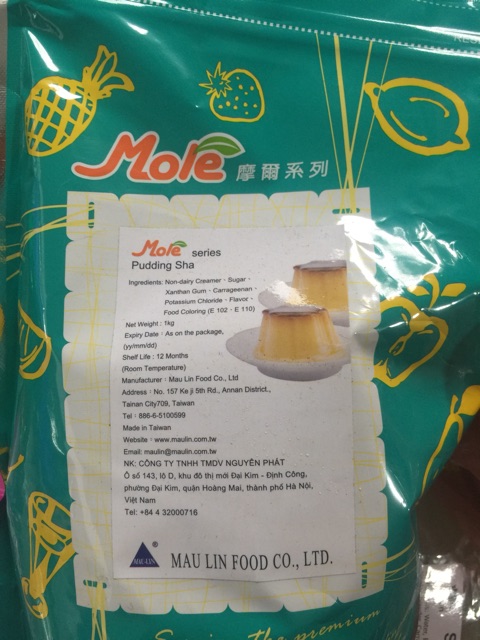 RES
Mole 摩爾系列
Mole series
Pudding Sha
Ingredients: Non-dairy Creamer、Sugar、
Xanthan Gum、Carrageenan、
Potassium Chloride、Flavor、
Food Coloring (E 102、E 110)
Net Weight : 1kg
Expiry Date : As on the package,
(yy/mm/dd)
Shelf Life : 12 Months
(Room Temperature)
Manufacturer : Mau Lin Food Co., Ltd
Address : No. 157 Ke ji 5th Rd., Annan District.,
Tainan City709, Taiwan
Tel : 886-6-5100599
Made in Taiwan
Website : www.maulin.com.tw
Email: maulin@maulin.com.tw
NK: CÔNG TY TNHH TMDV NGUYÊN PHÁT
Ô số 143, lô D, khu đô thị mới Đại Kim - Định Công,
phường Đại Kim, quận Hoàng Mai, thành phố Hà Nội,
Việt Nam
Tel: +84 4 32000716
MAU-LIN ® MAU LIN FOOD CO., LTD.
the premium